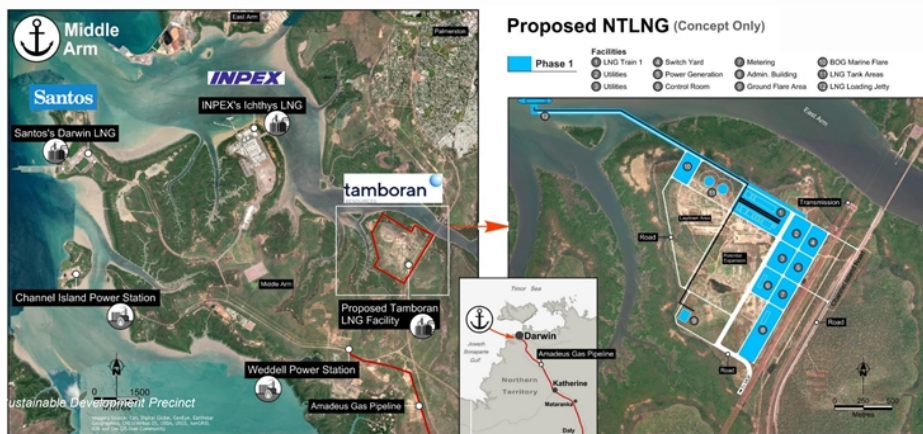 Middle
Arm
East Arm
Palmerston
Santos
INPEX
INPEX's Ichthys LNG
Santos's Darwin LNG
tamboran
Channel Island Power Station
Middle Arm
Proposed Tamboran
LNG Facility
Weddell Power Station
1500
Amadeus Gas Pipeline
Sustainable Development Precinct
Timor Sea
Darwin
Joseph
Bonaparte
Gulf
Amadeus Gas Pipeline
Northern
Territory
Katherine
Mataranka
Daly
Proposed NTLNG (Concept Only)
Phase 1
Facilities
1 LNG Train 1
2 Utilities
3 Utilities
4 Switch Yard
5 Power Generation
6 Control Room
7 Metering
8 Admin. Building
9 Ground Flare Area
10 BOG Marine Flare
11 LNG Tank Areas
12 LNG Loading Jetty
East Arm
Transmission
Laydown Area
Road
Potential
Expansion
Road
Road
0
250
500
Metres